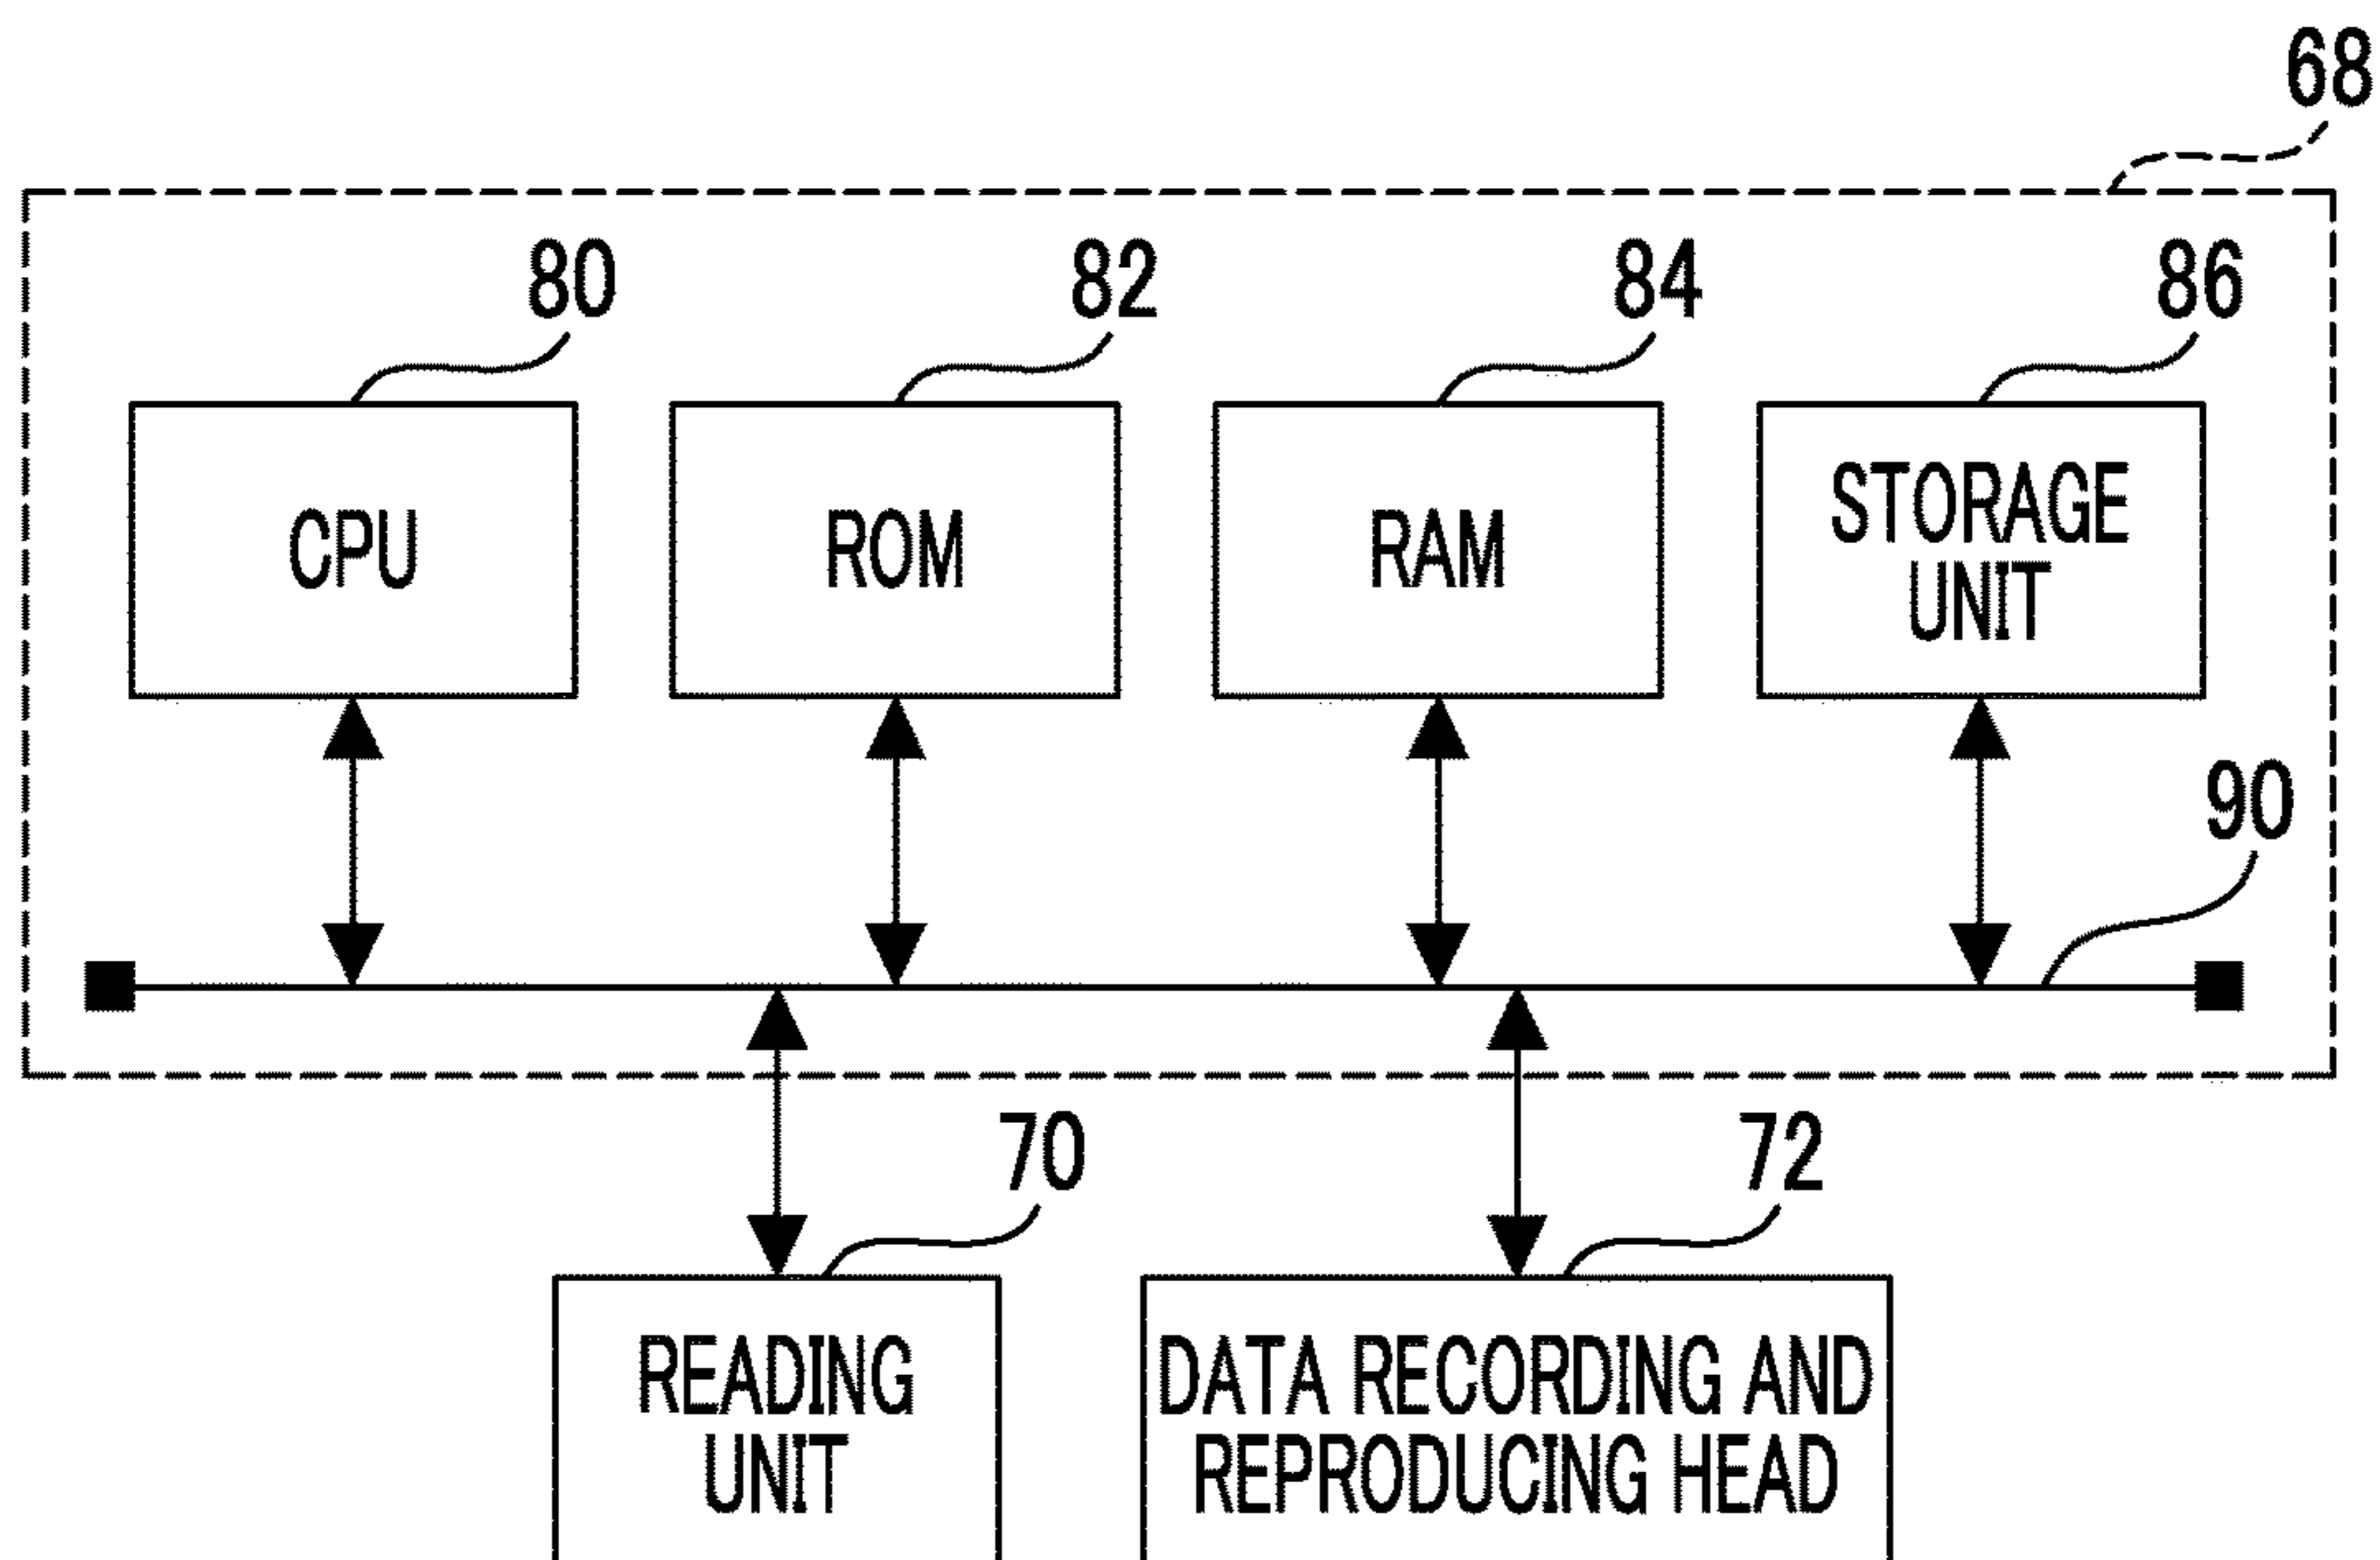 68
80
82
84
86
CPU
ROM
RAM
STORAGE
UNIT
90
70
72
READING
UNIT
DATA RECORDING AND
REPRODUCING HEAD